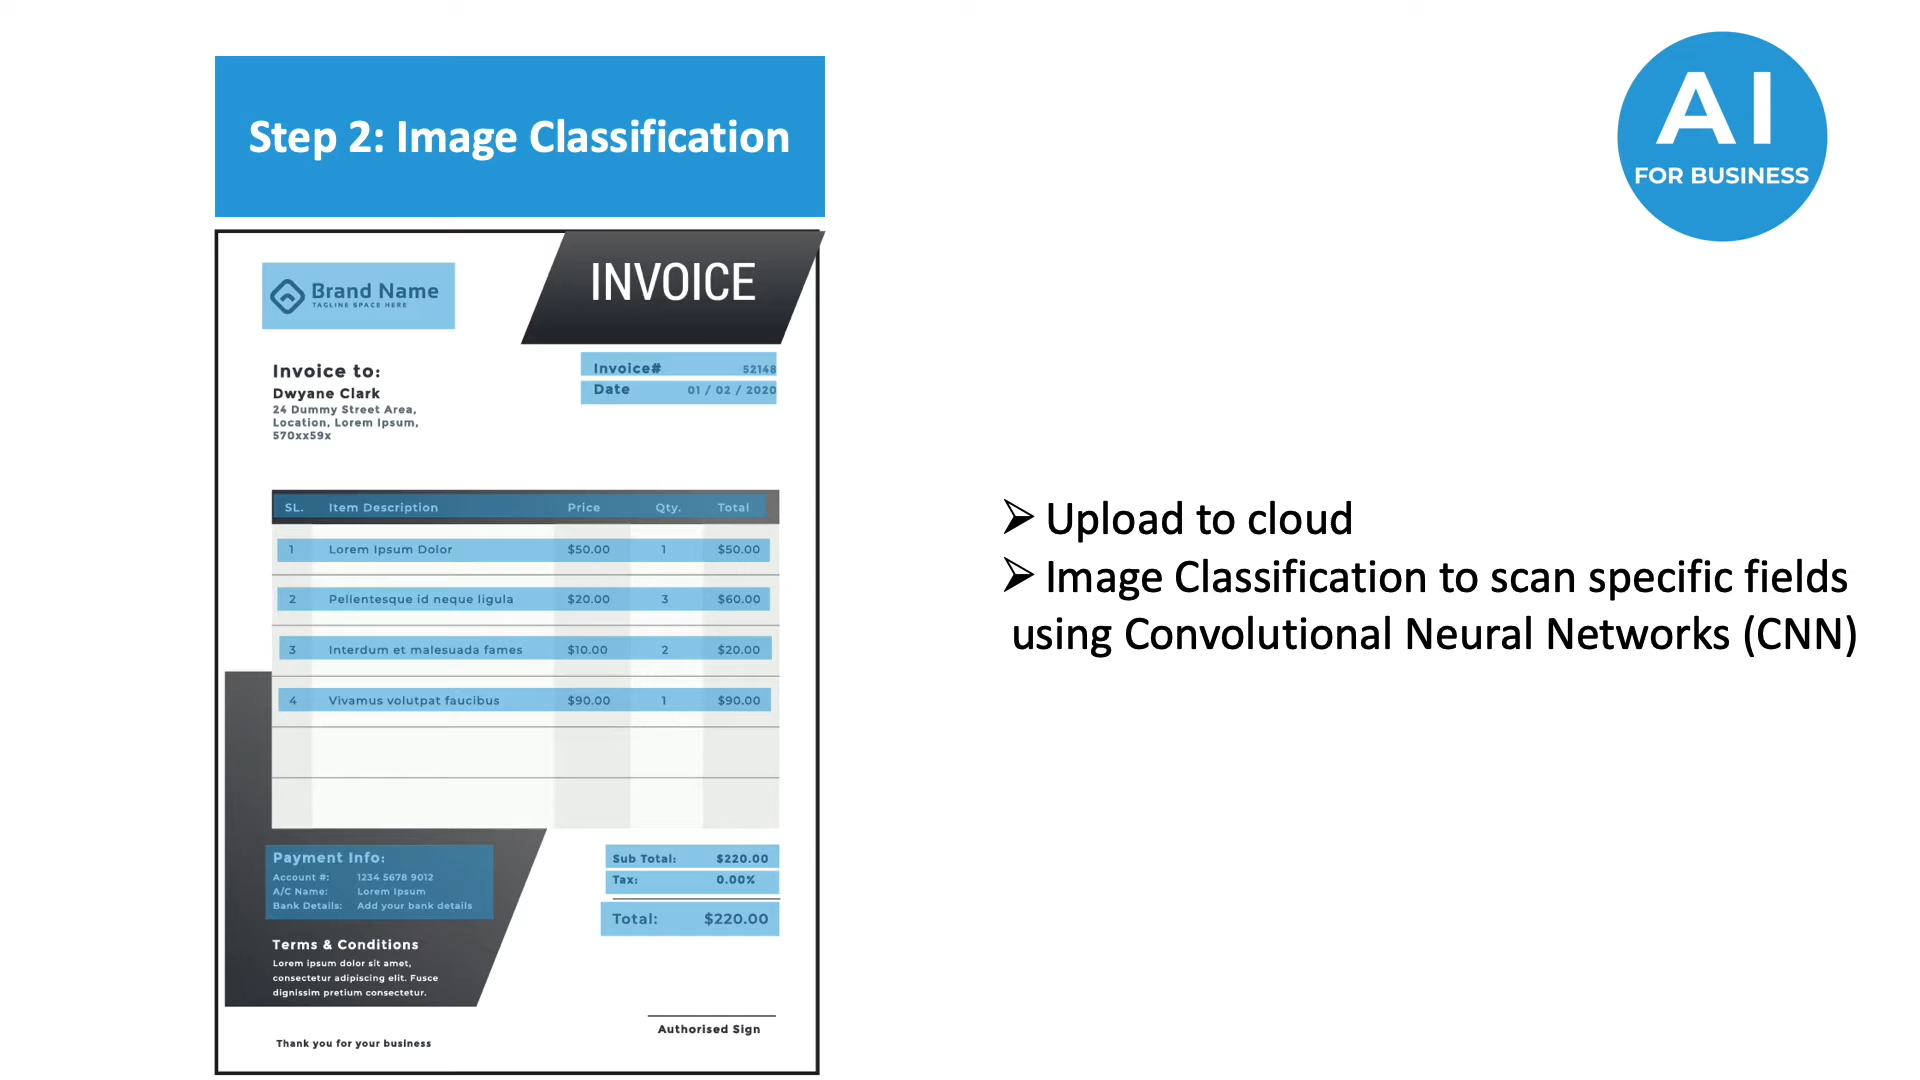 Step 2: Image Classification
AI
FOR BUSINESS
Brand Name
TAGLINE SPACE HERE
INVOICE
Invoice to:
Dwyane Clark
24 Dummy Street Area,
Location, Lorem Ipsum,
570xx59x
Invoice# 52148
Date 01 / 02 / 2020
SL. Item Description Price Qty. Total
1 Lorem Ipsum Dolor $50.00 1 $50.00
2 Pellentesque id neque ligula $20.00 3 $60.00
3 Interdum et malesuada fames $10.00 2 $20.00
4 Vivamus volutpat faucibus $90.00 1 $90.00
Payment Info:
Account #: 1234 5678 9012
A/C Name: Lorem Ipsum
Bank Details: Add your bank details
Sub Total: $220.00
Tax: 0.00%
Total: $220.00
Terms & Conditions
Lorem ipsum dolor sit amet,
consectetur adipiscing elit. Fusce
dignissim pretium consectetur.
Authorised Sign
Thank you for your business
➢ Upload to cloud
➢ Image Classification to scan specific fields
using Convolutional Neural Networks (CNN)